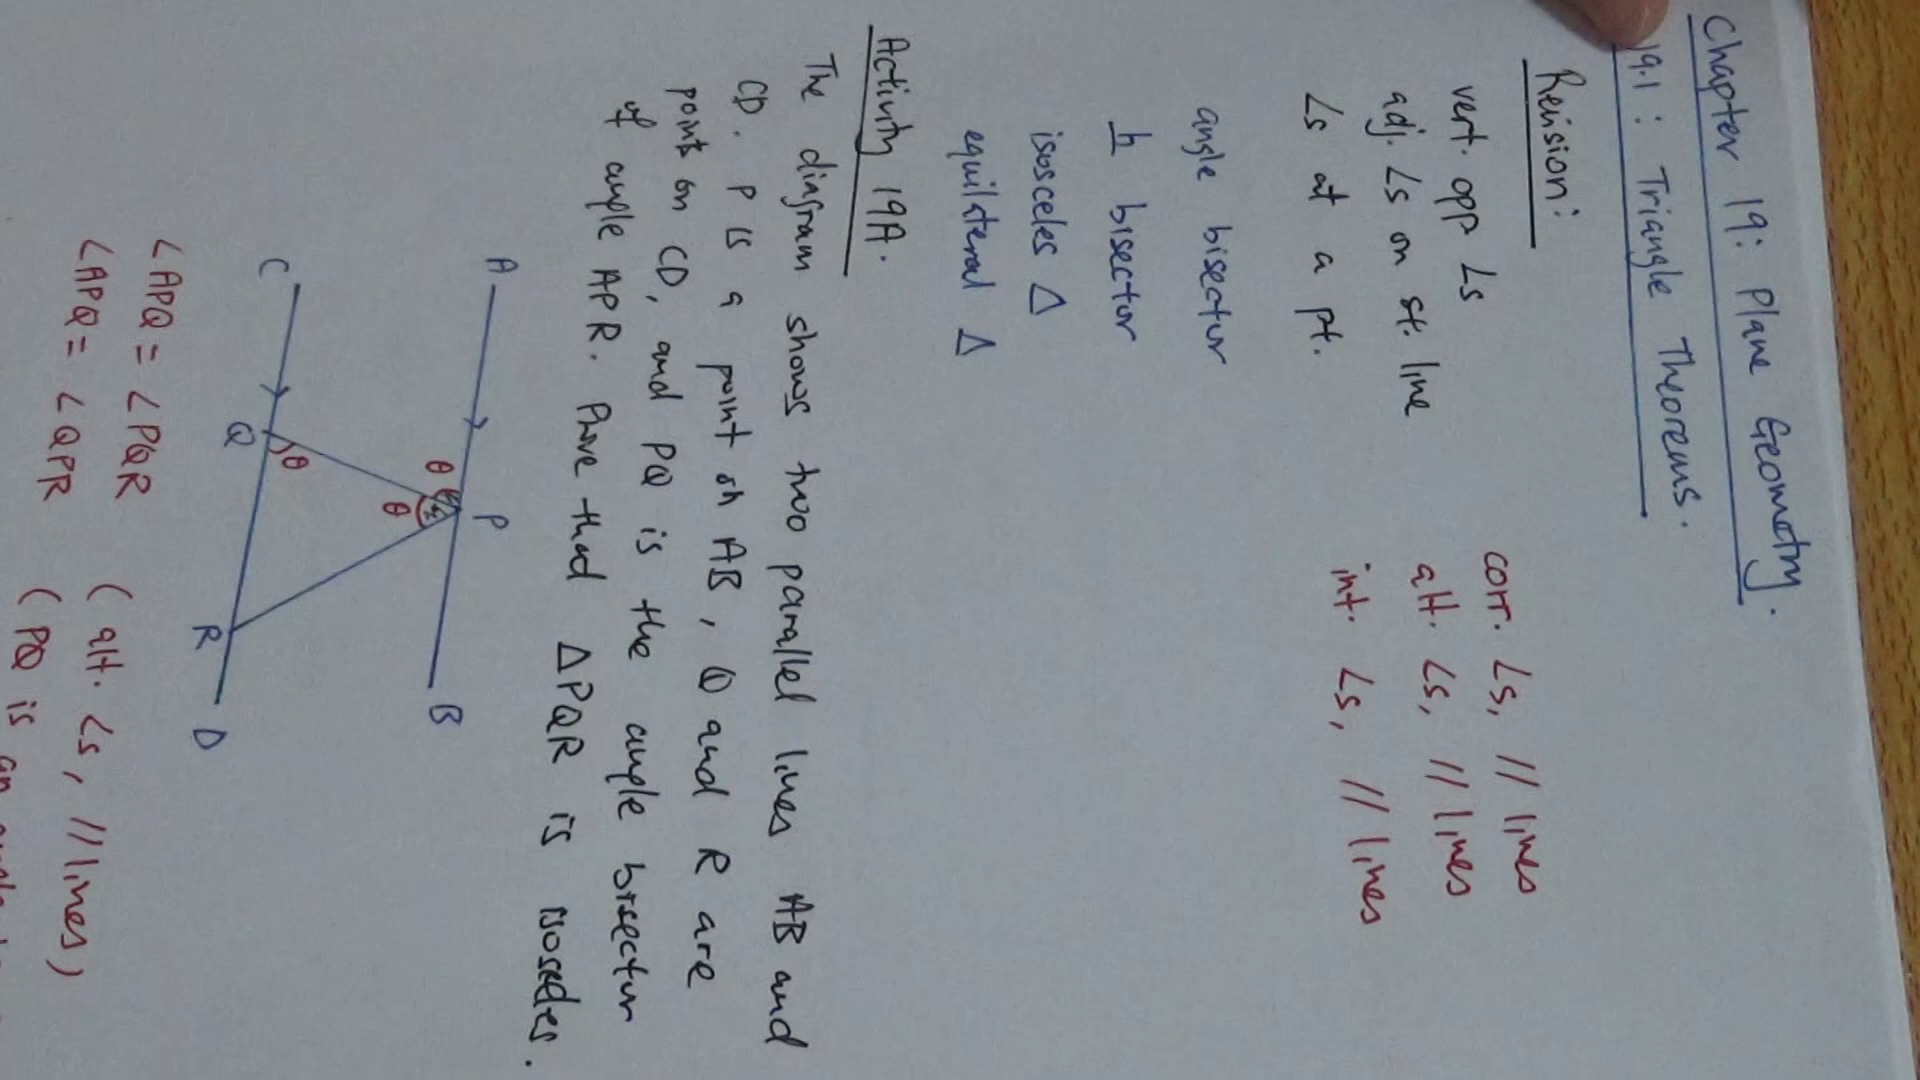 Chapter 19: Plane Geometry.
19.1 : Triangle Theorems.
Revision:
vert. opp ∠s
adj. ∠s on st. line
∠s at a pt.
corr. ∠s, // lines
alt. ∠s, // lines
int. ∠s, // lines
angle bisector
⊥ bisector
isosceles Δ
equilateral Δ
Activity 19A.
The diagram shows two parallel lines AB and
CD. P is a point on AB, Q and R are
points on CD, and PQ is the angle bisector
of angle APR. Prove that ΔPQR is isosceles.
A
P
B
θ
θ
θ
C
Q
R
D
∠APQ = ∠PQR (alt. ∠s, // lines)
∠APQ = ∠QPR (PQ is an